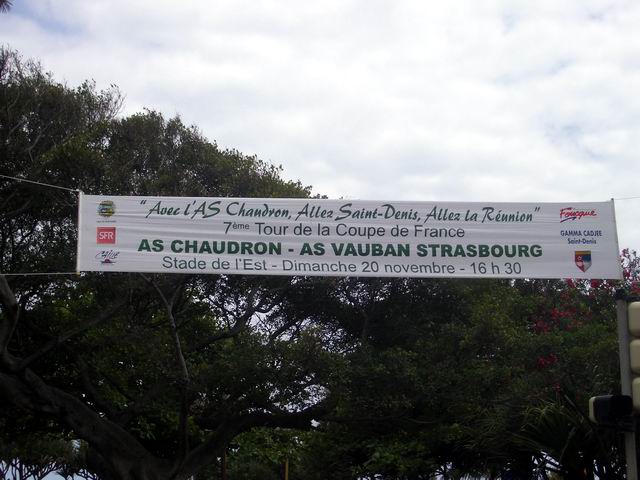 "Avec l'AS Chaudron, Allez Saint-Denis, Allez la Réunion"
7ème Tour de la Coupe de France
AS CHAUDRON - AS VAUBAN STRASBOURG
Stade de l'Est - Dimanche 20 novembre - 16 h 30
SFR
Foucque
GAMMA CADJEE
Saint-Denis